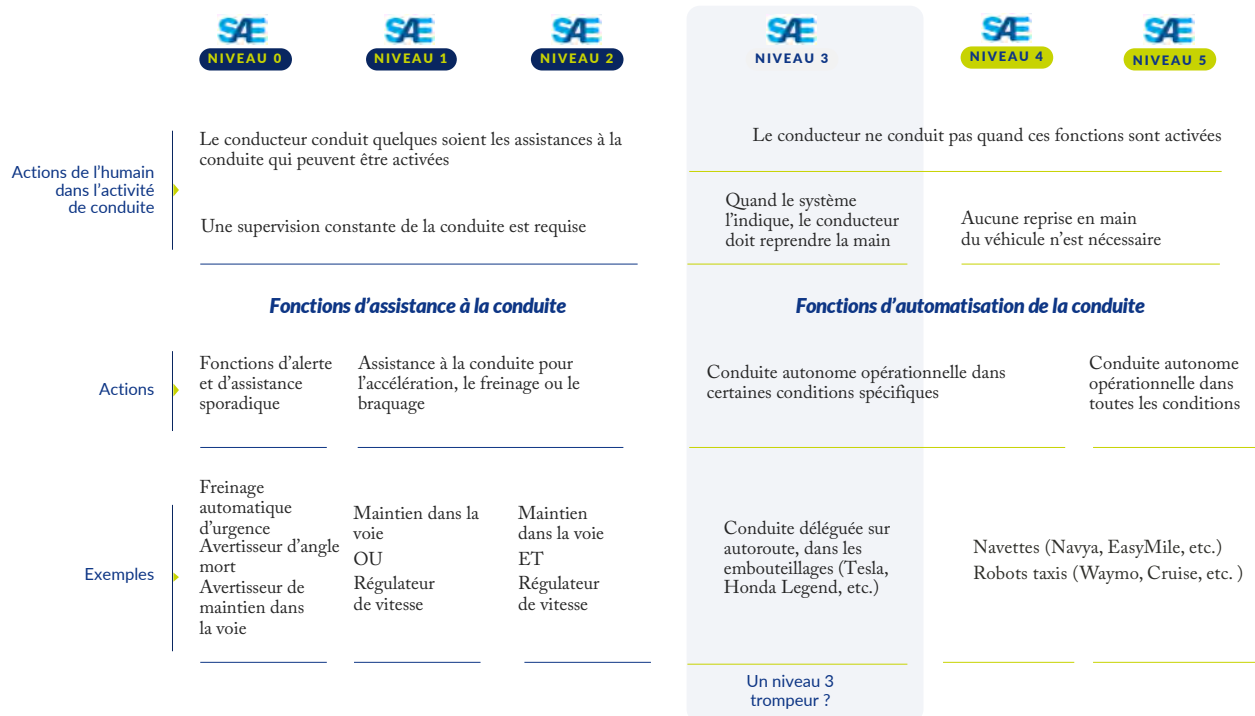 SAE SAE SAE SAE SAE SAE
NIVEAU 0 NIVEAU 1 NIVEAU 2 NIVEAU 3 NIVEAU 4 NIVEAU 5
Actions de l'humain
dans l'activité
de conduite
Le conducteur conduit quelques soient les assistances à la
conduite qui peuvent être activées
Le conducteur ne conduit pas quand ces fonctions sont activées
Une supervision constante de la conduite est requise
Quand le système
l'indique, le conducteur
doit reprendre la main
Aucune reprise en main
du véhicule n'est nécessaire
Fonctions d'assistance à la conduite
Fonctions d'automatisation de la conduite
Actions
Fonctions d'alerte
et d'assistance
sporadique
Assistance à la conduite pour
l'accélération, le freinage ou le
braquage
Conduite autonome opérationnelle dans
certaines conditions spécifiques
Conduite autonome
opérationnelle dans
toutes les conditions
Exemples
Freinage
automatique
d'urgence
Avertisseur d'angle
mort
Avertisseur de
maintien dans
la voie
Maintien dans la
voie
OU
Régulateur
de vitesse
Maintien
dans la voie
ET
Régulateur
de vitesse
Conduite déléguée sur
autoroute, dans les
embouteillages (Tesla,
Honda Legend, etc.)
Navettes (Navya, EasyMile, etc.)
Robots taxis (Waymo, Cruise, etc. )
Un niveau 3
trompeur ?